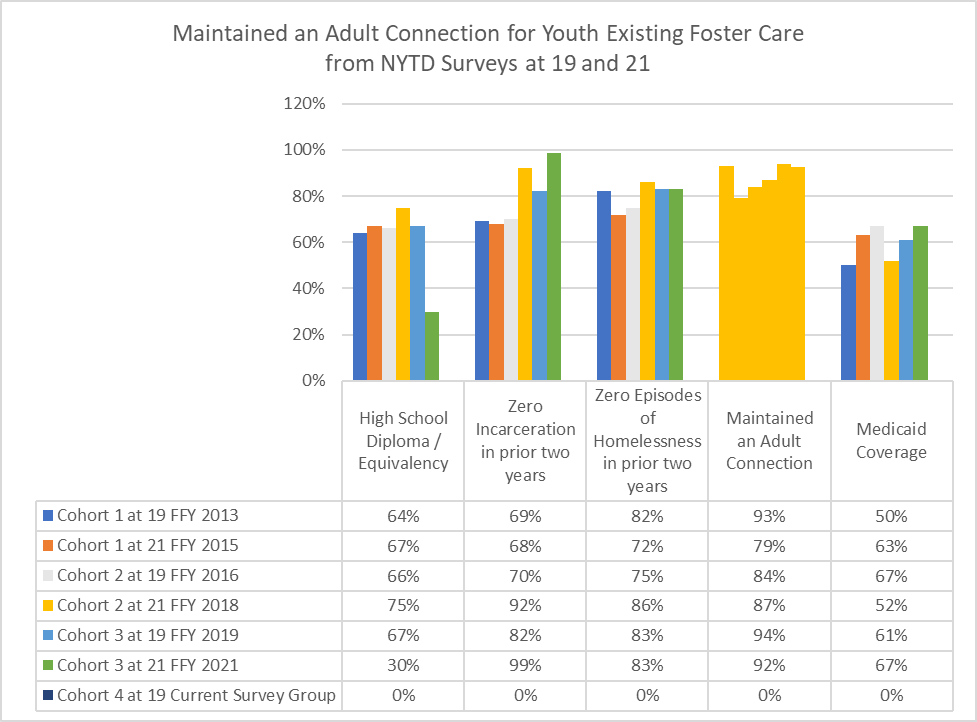 Maintained an Adult Connection for Youth Existing Foster Care
from NYTD Surveys at 19 and 21
120%
100%
80%
60%
40%
20%
0%
High School
Diploma /
Equivalency
Zero
Incarceration
in prior two
years
Zero Episodes
of
Homelessness
in prior two
years
Maintained
an Adult
Connection
Medicaid
Coverage
Cohort 1 at 19 FFY 2013 64% 69% 82% 93% 50%
Cohort 1 at 21 FFY 2015 67% 68% 72% 79% 63%
Cohort 2 at 19 FFY 2016 66% 70% 75% 84% 67%
Cohort 2 at 21 FFY 2018 75% 92% 86% 87% 52%
Cohort 3 at 19 FFY 2019 67% 82% 83% 94% 61%
Cohort 3 at 21 FFY 2021 30% 99% 83% 92% 67%
Cohort 4 at 19 Current Survey Group 0% 0% 0% 0% 0%